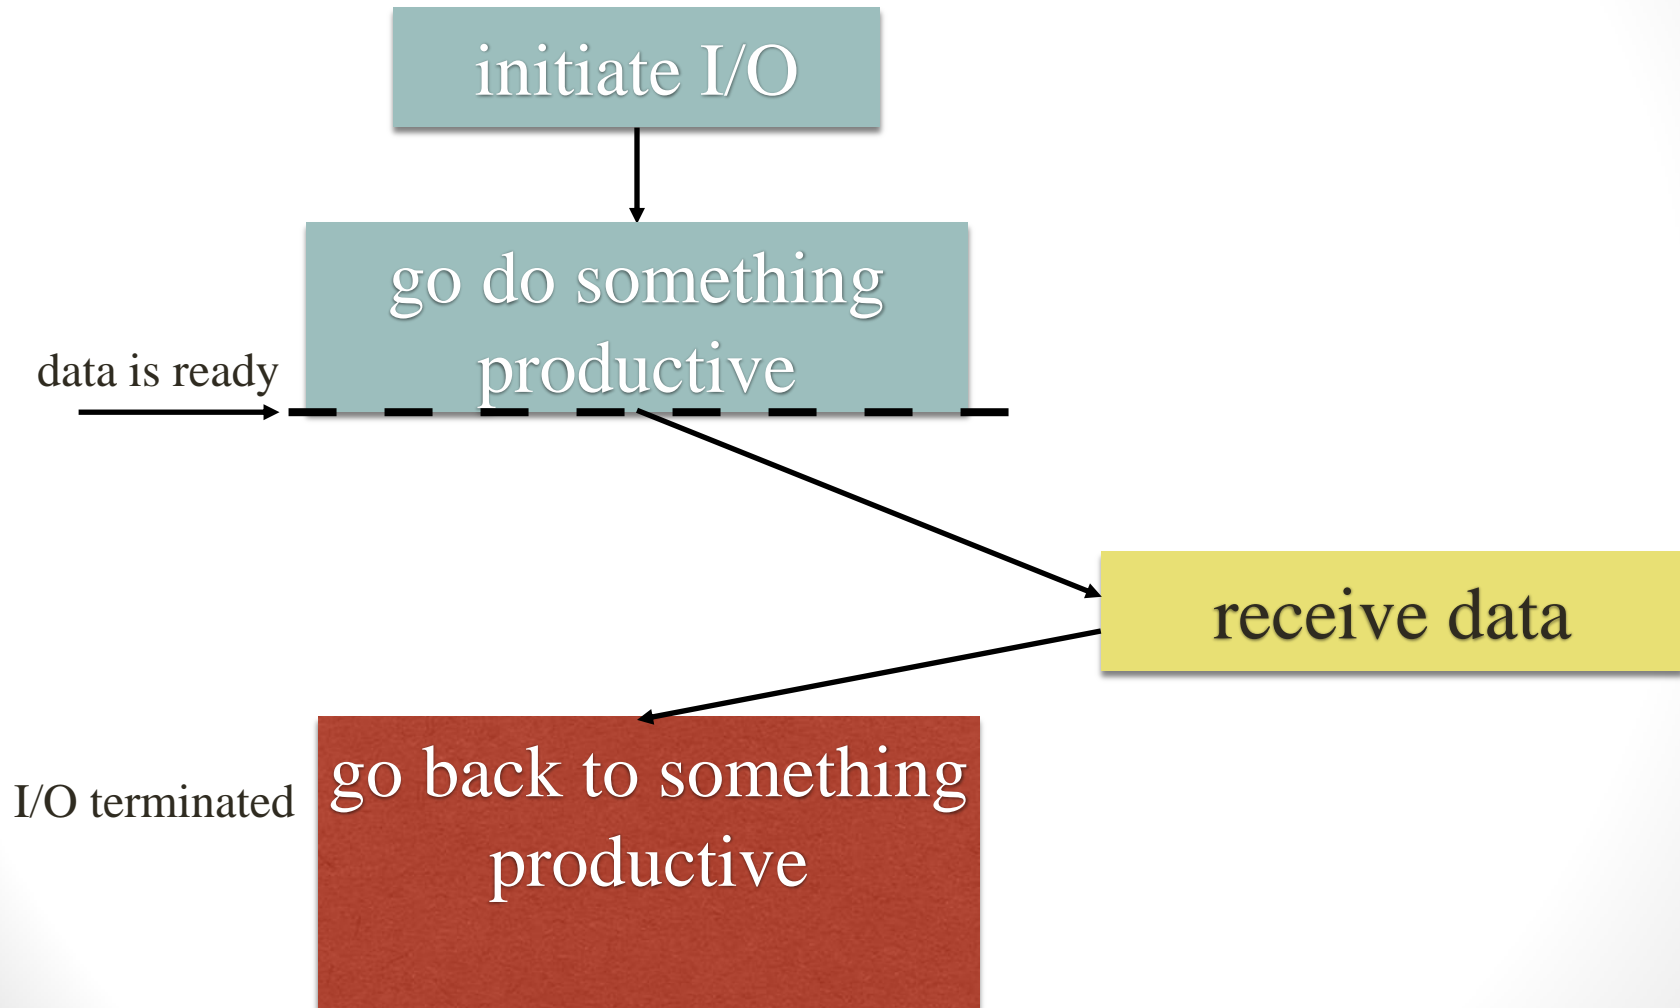 initiate I/O
go do something
productive
data is ready
receive data
go back to something
productive
I/O terminated